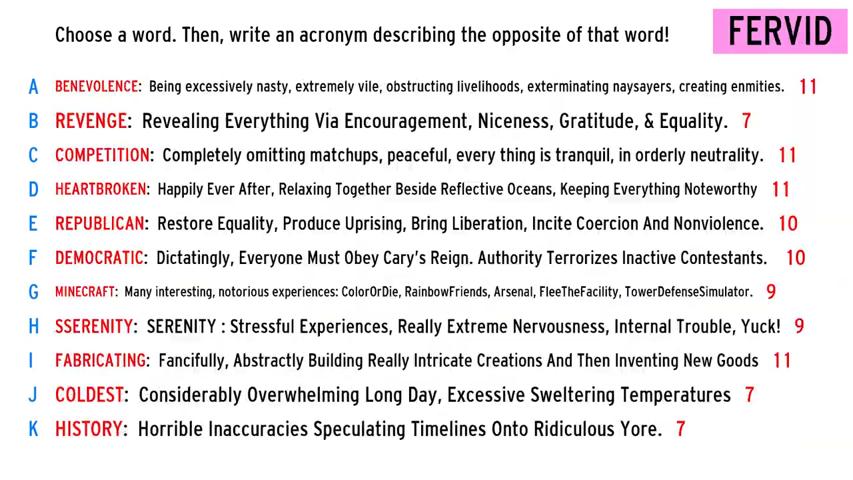 Choose a word. Then, write an acronym describing the opposite of that word!
FERVID
A BENEVOLENCE: Being excessively nasty, extremely vile, obstructing livelihoods, exterminating naysayers, creating enmities. 11
B REVENGE: Revealing Everything Via Encouragement, Niceness, Gratitude, & Equality. 7
C COMPETITION: Completely omitting matchups, peaceful, every thing is tranquil, in orderly neutrality. 11
D HEARTBROKEN: Happily Ever After, Relaxing Together Beside Reflective Oceans, Keeping Everything Noteworthy 11
E REPUBLICAN: Restore Equality, Produce Uprising, Bring Liberation, Incite Coercion And Nonviolence. 10
F DEMOCRATIC: Dictatingly, Everyone Must Obey Cary's Reign. Authority Terrorizes Inactive Contestants. 10
G MINECRAFT: Many interesting, notorious experiences: ColorOrDie, RainbowFriends, Arsenal, FleeTheFacility, TowerDefenseSimulator. 9
H SSERENITY: SERENITY : Stressful Experiences, Really Extreme Nervousness, Internal Trouble, Yuck! 9
I FABRICATING: Fancifully, Abstractly Building Really Intricate Creations And Then Inventing New Goods 11
J COLDEST: Considerably Overwhelming Long Day, Excessive Sweltering Temperatures 7
K HISTORY: Horrible Inaccuracies Speculating Timelines Onto Ridiculous Yore. 7